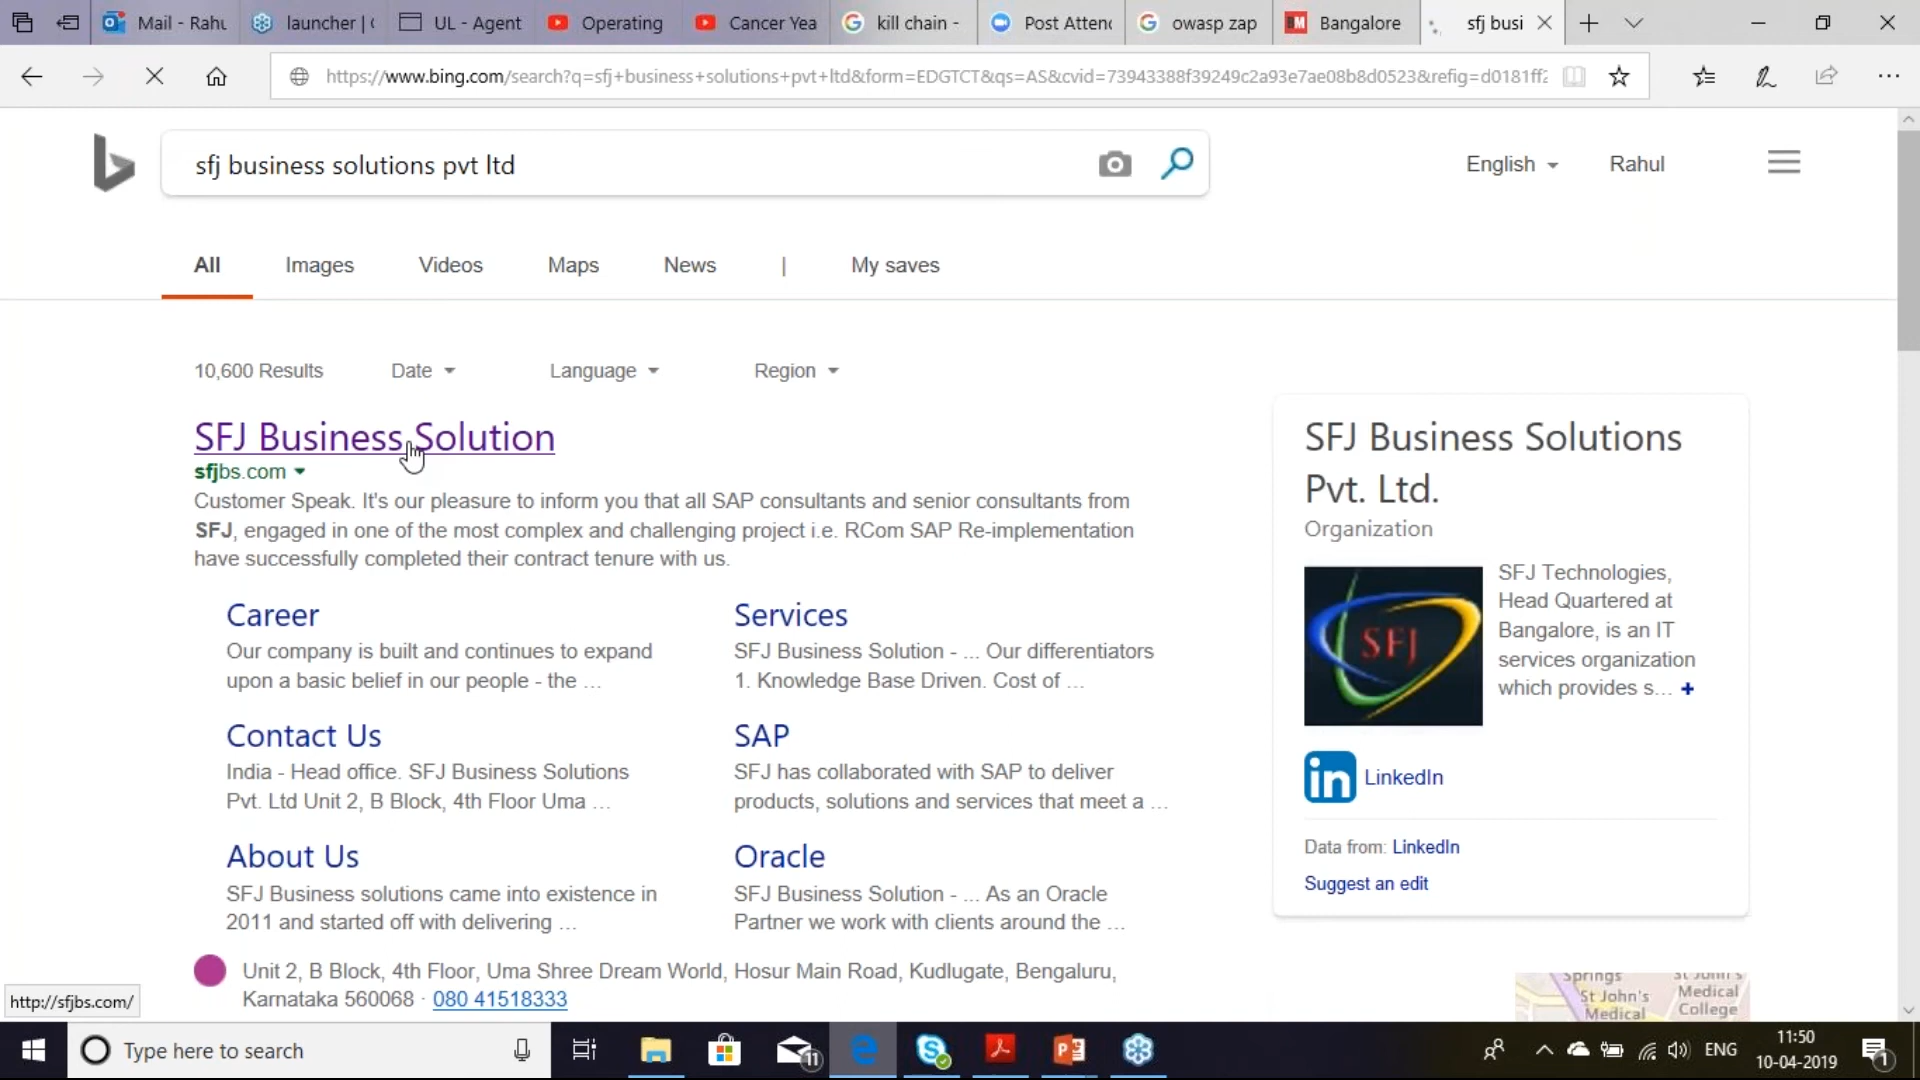 Mail - Rahu
launcher | (
UL - Agent
Operating
Cancer Yea
kill chain -
Post Attend
owasp zap
BM Bangalore
sfj busi
https://www.bing.com/search?q=sfj+business+solutions+pvt+ltd&form=EDGTCT&qs=AS&cvid=73943388f39249c2a93e7ae08b8d0523&refig=d0181ff2
sfj business solutions pvt ltd
English
Rahul
All
Images
Videos
Maps
News
|
My saves
10,600 Results
Date
Language
Region
SFJ Business Solution
sfjbs.com
Customer Speak. It's our pleasure to inform you that all SAP consultants and senior consultants from
SFJ, engaged in one of the most complex and challenging project i.e. RCom SAP Re-implementation
have successfully completed their contract tenure with us.
Career
Our company is built and continues to expand
upon a basic belief in our people - the ...
Services
SFJ Business Solution - ... Our differentiators
1. Knowledge Base Driven. Cost of ...
Contact Us
India - Head office. SFJ Business Solutions
Pvt. Ltd Unit 2, B Block, 4th Floor Uma ...
SAP
SFJ has collaborated with SAP to deliver
products, solutions and services that meet a ...
About Us
SFJ Business solutions came into existence in
2011 and started off with delivering ...
Oracle
SFJ Business Solution - ... As an Oracle
Partner we work with clients around the ...
Unit 2, B Block, 4th Floor, Uma Shree Dream World, Hosur Main Road, Kudlugate, Bengaluru,
Karnataka 560068 · 080 41518333
SFJ Business Solutions
Pvt. Ltd.
Organization
SFJ
SFJ Technologies,
Head Quartered at
Bangalore, is an IT
services organization
which provides s... +
in LinkedIn
Data from: LinkedIn
Suggest an edit
Springs
St John's
Medical
St John's
Medical
College
http://sfjbs.com/
Type here to search
11
ENG
11:50
10-04-2019
1